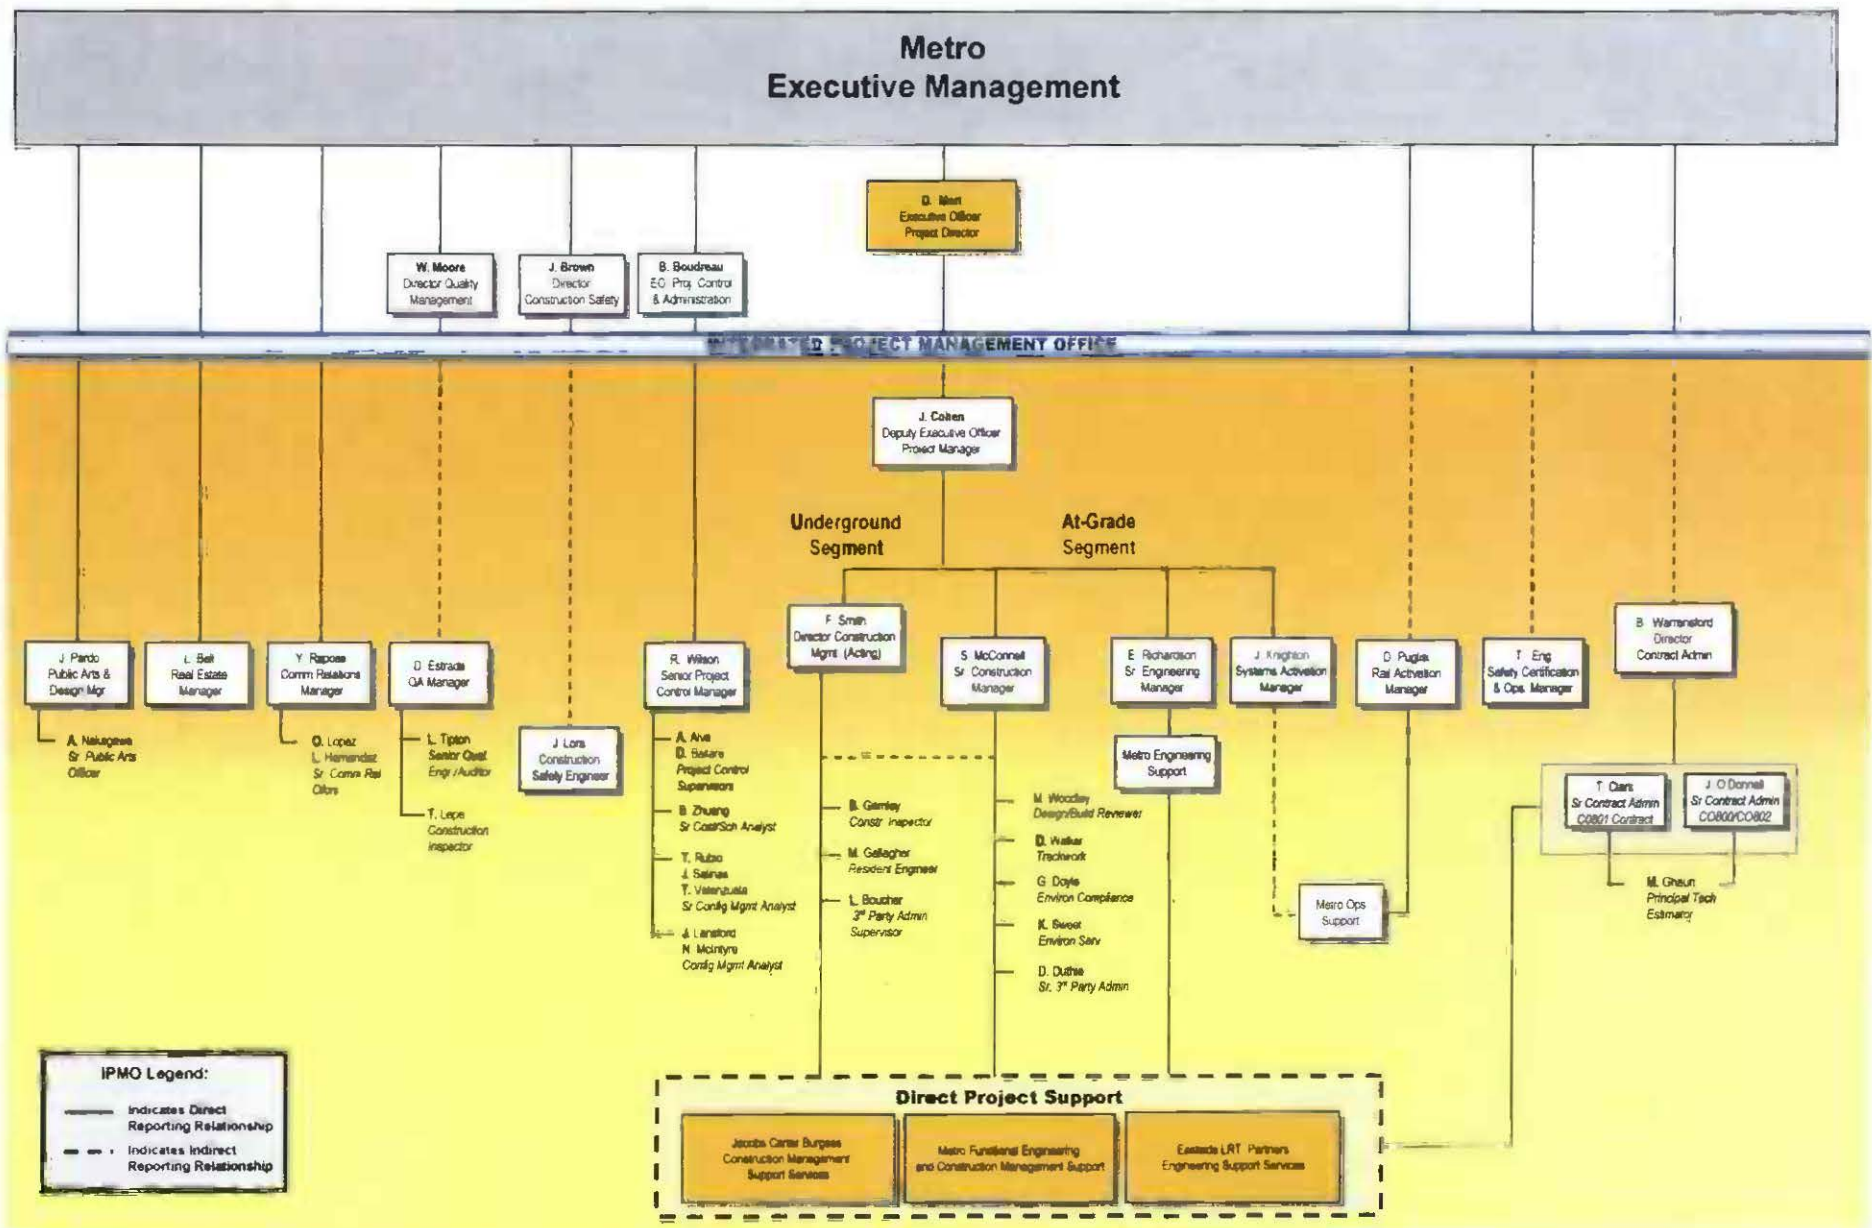 Metro
Executive Management
D. Mori
Executive Officer
Project Director
W. Moore
Director Quality
Management
J. Brown
Director
Construction Safety
B. Boudreau
EO Proj. Control
& Administration
INTEGRATED PROJECT MANAGEMENT OFFICE
J. Cohen
Deputy Executive Officer
Project Manager
Underground
Segment
At-Grade
Segment
J. Pardo
Public Arts &
Design Mgr
L. Bell
Real Estate
Manager
Y. Rapose
Comm Relations
Manager
D. Estrada
QA Manager
R. Wilson
Senior Project
Control Manager
F. Smith
Director Construction
Mgmt (Acting)
S. McConnell
Sr Construction
Manager
E. Richardson
Sr Engineering
Manager
J. Knighton
Systems Activation
Manager
D. Puglisi
Rail Activation
Manager
T. Eng
Safety Certification
& Ops. Manager
B. Warrensford
Director
Contract Admin
A. Nakagawa
Sr. Public Arts
Officer
O. Lopez
L. Hernandez
Sr. Comm Rel
Ofcrs
L. Tipton
Senior Qual.
Engr./Auditor
T. Lepe
Construction
Inspector
J. Lora
Construction
Safety Engineer
A. Alva
D. Basare
Project Control
Supervisors
B. Zhuang
Sr Cost/Sch Analyst
T. Rubio
J. Salinas
T. Valenzuela
Sr Config Mgmt Analyst
J. Lansford
N. McIntyre
Config Mgmt Analyst
B. Gamley
Constr Inspector
M. Gallagher
Resident Engineer
L. Boucher
3rd Party Admin
Supervisor
M. Woodley
Design/Build Reviewer
D. Walker
Trackwork
G. Doyle
Environ Compliance
K. Sweet
Environ Serv
D. Duthie
Sr. 3rd Party Admin
Metro Engineering
Support
Metro Ops
Support
T. Clark
Sr Contract Admin
C0801 Contract
J. O'Donnell
Sr Contract Admin
CO800/CO802
M. Ghauri
Principal Tech
Estimator
IPMO Legend:
Indicates Direct
Reporting Relationship
Indicates Indirect
Reporting Relationship
Direct Project Support
Jacobs Carter Burgess
Construction Management
Support Services
Metro Functional Engineering
and Construction Management Support
Eastside LRT Partners
Engineering Support Services